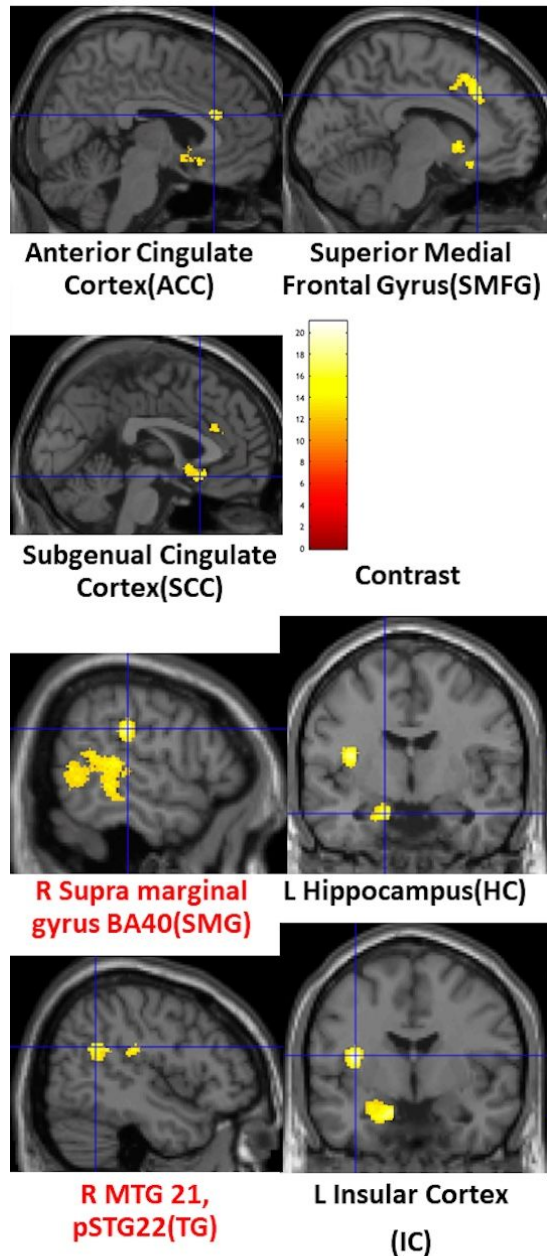 Anterior Cingulate
Cortex(ACC)
Superior Medial
Frontal Gyrus(SMFG)
20
18
16
14
12
10
8
6
4
2
0
Subgenual Cingulate
Cortex(SCC)
Contrast
R Supra marginal
gyrus BA40(SMG)
L Hippocampus(HC)
R MTG 21,
pSTG22(TG)
L Insular Cortex
(IC)